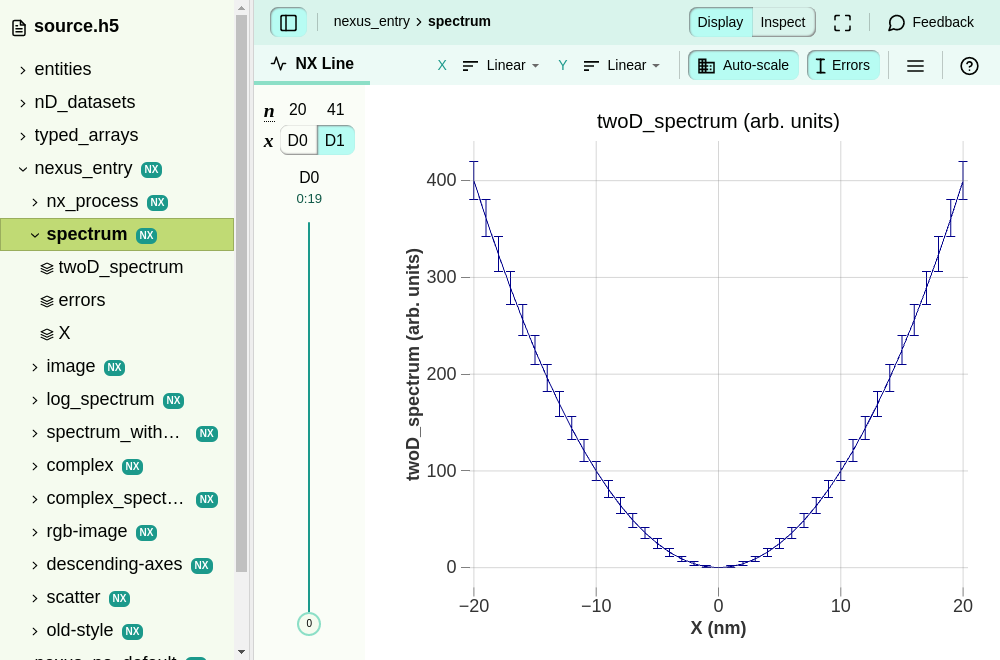 source.h5
entities
nD_datasets
typed_arrays
nexus_entry NX
nx_process NX
spectrum NX
twoD_spectrum
errors
X
image NX
log_spectrum NX
spectrum_with… NX
complex NX
complex_spect… NX
rgb-image NX
descending-axes NX
scatter NX
old-style NX
nexus_entry › spectrum
Display Inspect
Feedback
NX Line
X Linear
Y Linear
Auto-scale
Errors
n 20 41
x D0 D1
D0
0:19
0
twoD_spectrum (arb. units)
400
300
200
100
0
twoD_spectrum (arb. units)
−20 −10 0 10 20
X (nm)